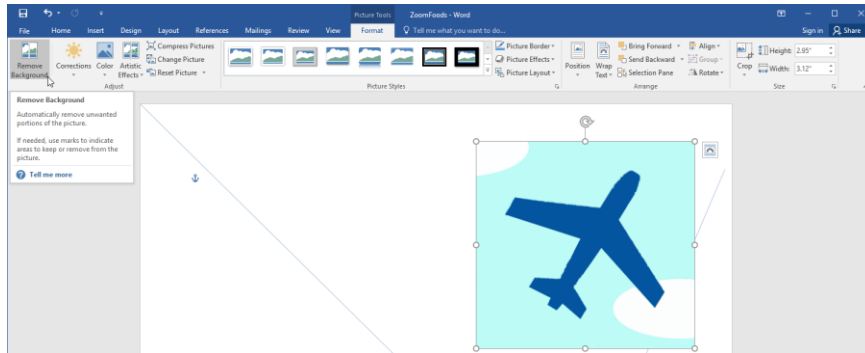 Picture Tools ZoomFoods - Word
File Home Insert Design Layout References Mailings Review View Format Tell me what you want to do... Sign in Share
Remove Background
Corrections
Color
Artistic Effects
Compress Pictures
Change Picture
Reset Picture
Adjust
Picture Border
Picture Effects
Picture Layout
Picture Styles
Position
Wrap Text
Bring Forward
Send Backward
Selection Pane
Align
Group
Rotate
Arrange
Crop
Height: 2.95"
Width: 3.12"
Size
Remove Background
Automatically remove unwanted
portions of the picture.
If needed, use marks to indicate
areas to keep or remove from the
picture.
Tell me more